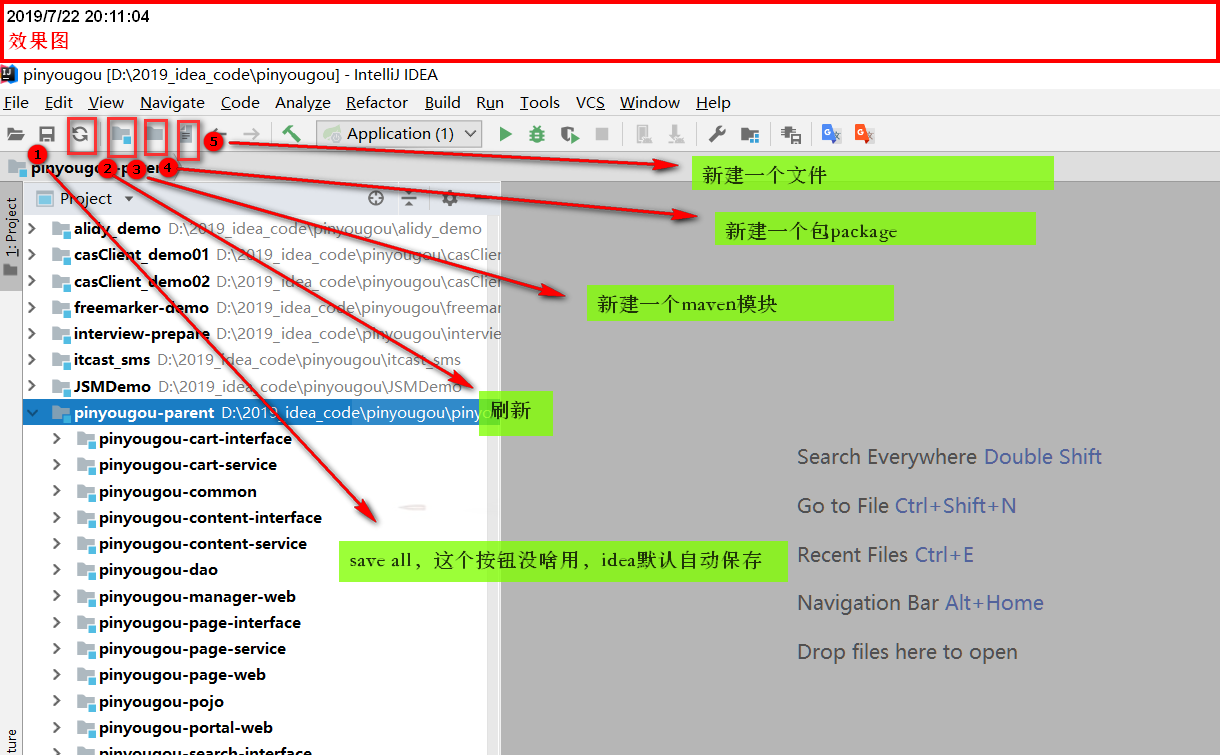 2019/7/22 20:11:04
效果图
pinyougou [D:\2019_idea_code\pinyougou] - IntelliJ IDEA
File Edit View Navigate Code Analyze Refactor Build Run Tools VCS Window Help
Application (1)
1 2 3 4 5
新建一个文件
新建一个包package
新建一个maven模块
刷新
save all，这个按钮没啥用，idea默认自动保存
1: Project
Project
alidy_demo D:\2019_idea_code\pinyougou\alidy_demo
casClient_demo01 D:\2019_idea_code\pinyougou\casClien
casClient_demo02 D:\2019_idea_code\pinyougou\casClien
freemarker-demo D:\2019_idea_code\pinyougou\freemar
interview-prepare D:\2019_idea_code\pinyougou\intervie
itcast_sms D:\2019_idea_code\pinyougou\itcast_sms
JSMDemo D:\2019_idea_code\pinyougou\JSMDemo
pinyougou-parent D:\2019_idea_code\pinyougou\pinyo
pinyougou-cart-interface
pinyougou-cart-service
pinyougou-common
pinyougou-content-interface
pinyougou-content-service
pinyougou-dao
pinyougou-manager-web
pinyougou-page-interface
pinyougou-page-service
pinyougou-page-web
pinyougou-pojo
pinyougou-portal-web
pinyougou-search-interface
Search Everywhere Double Shift
Go to File Ctrl+Shift+N
Recent Files Ctrl+E
Navigation Bar Alt+Home
Drop files here to open